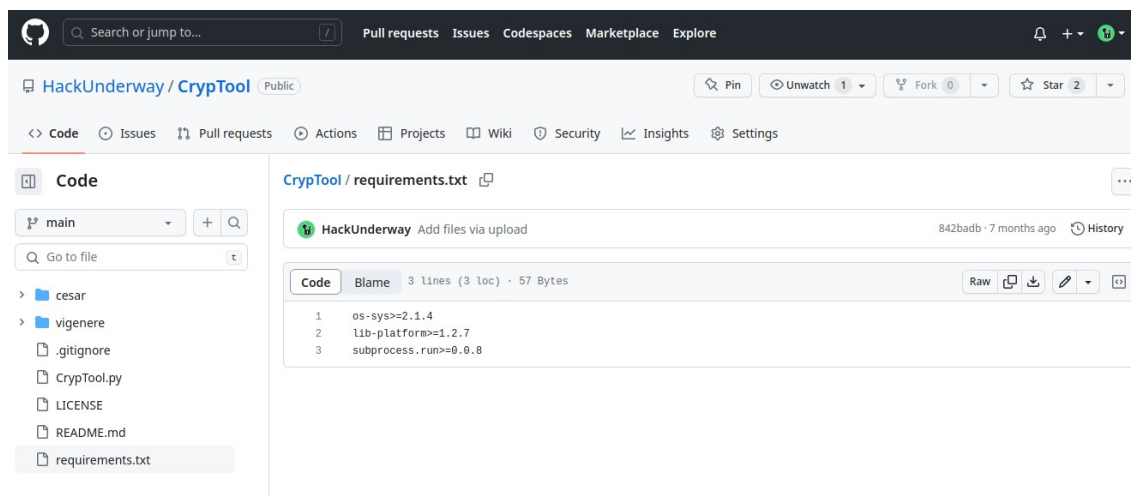 Search or jump to... / Pull requests Issues Codespaces Marketplace Explore
HackUnderway / CrypTool Public Pin Unwatch 1 Fork 0 Star 2
Code Issues Pull requests Actions Projects Wiki Security Insights Settings
Code
main
Go to file t
cesar
vigenere
.gitignore
CrypTool.py
LICENSE
README.md
requirements.txt
CrypTool / requirements.txt
HackUnderway Add files via upload 842badb · 7 months ago History
Code Blame 3 lines (3 loc) · 57 Bytes Raw
1 os-sys>=2.1.4
2 lib-platform>=1.2.7
3 subprocess.run>=0.0.8